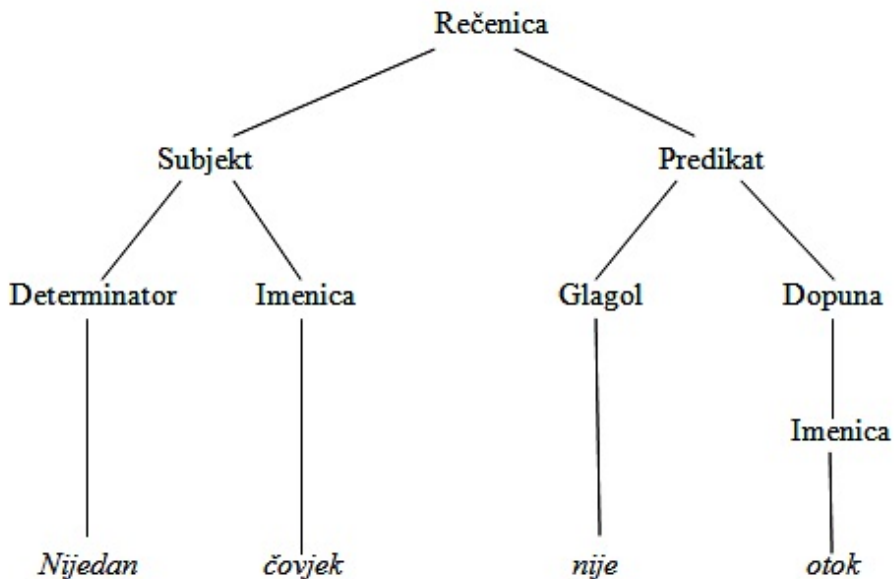 Rečenica
Subjekt Predikat
Determinator Imenica Glagol Dopuna
Imenica
Nijedan čovjek nije otok